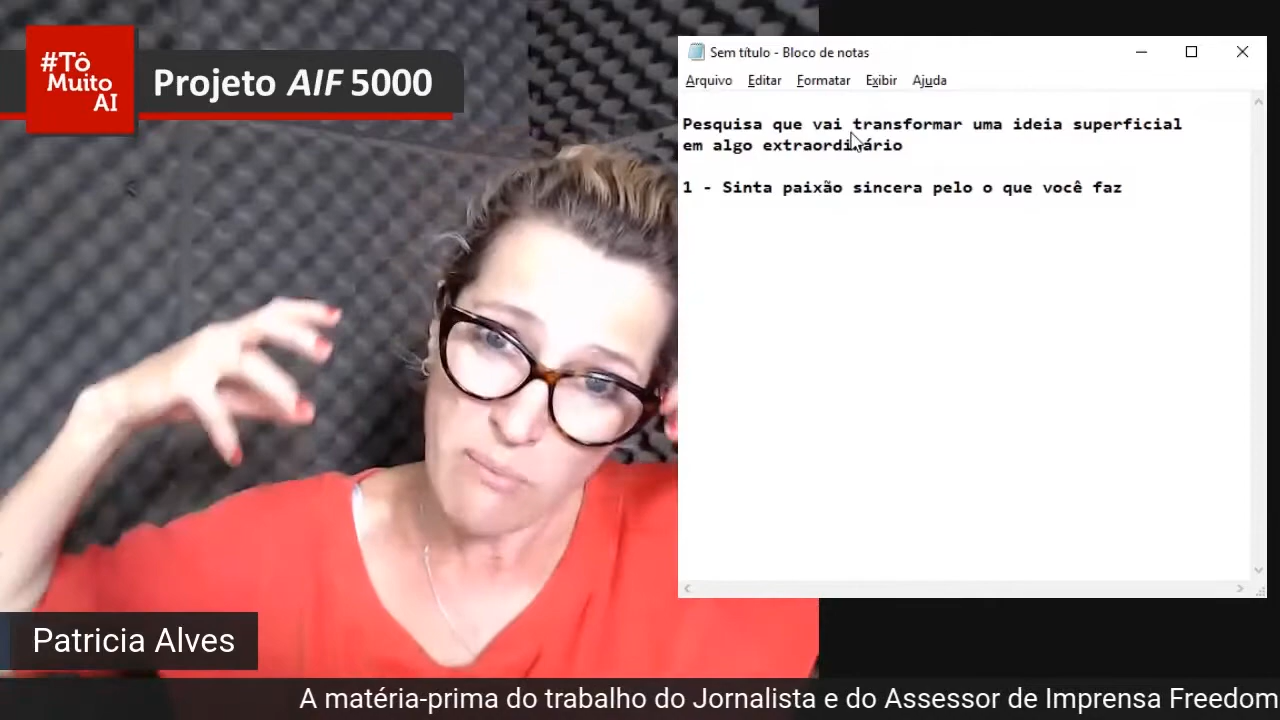 #Tô
Muito
AI
Projeto AIF 5000
Sem título - Bloco de notas
Arquivo Editar Formatar Exibir Ajuda
Pesquisa que vai transformar uma ideia superficial
em algo extraordinário
1 - Sinta paixão sincera pelo o que você faz
Patricia Alves
A matéria-prima do trabalho do Jornalista e do Assessor de Imprensa Freedom